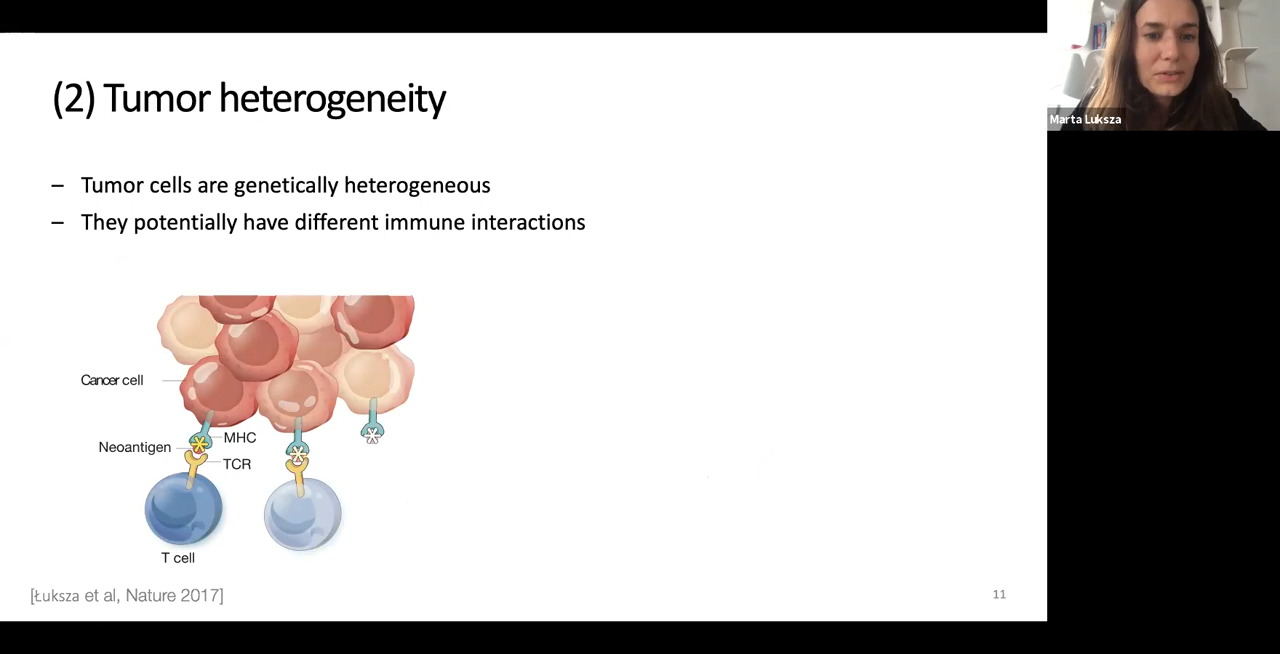 (2) Tumor heterogeneity
Marta Luksza
– Tumor cells are genetically heterogeneous
– They potentially have different immune interactions
Cancer cell
Neoantigen
MHC
TCR
T cell
[Łuksza et al, Nature 2017]
11